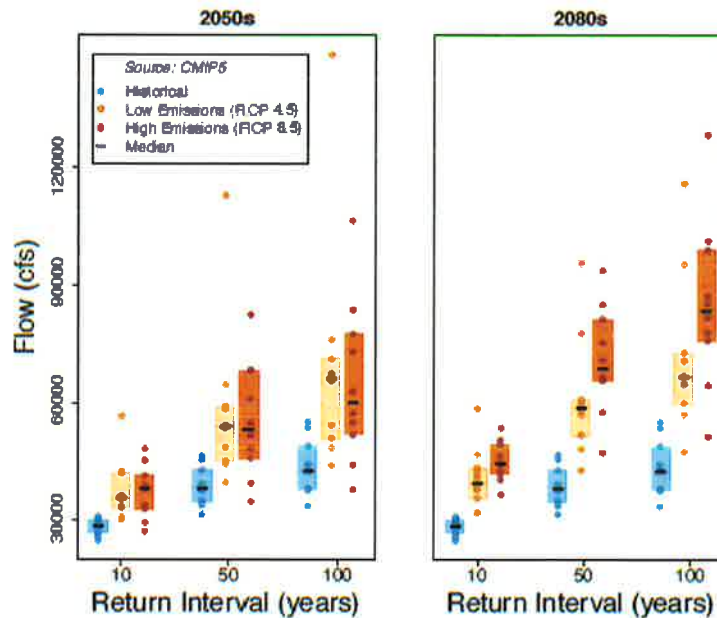 2050s
2080s
Source: CMIP5
Historical
Low Emissions (RCP 4.5)
High Emissions (RCP 8.5)
Median
Flow (cfs)
120000
90000
60000
30000
10
50
100
10
50
100
Return Interval (years)
Return Interval (years)